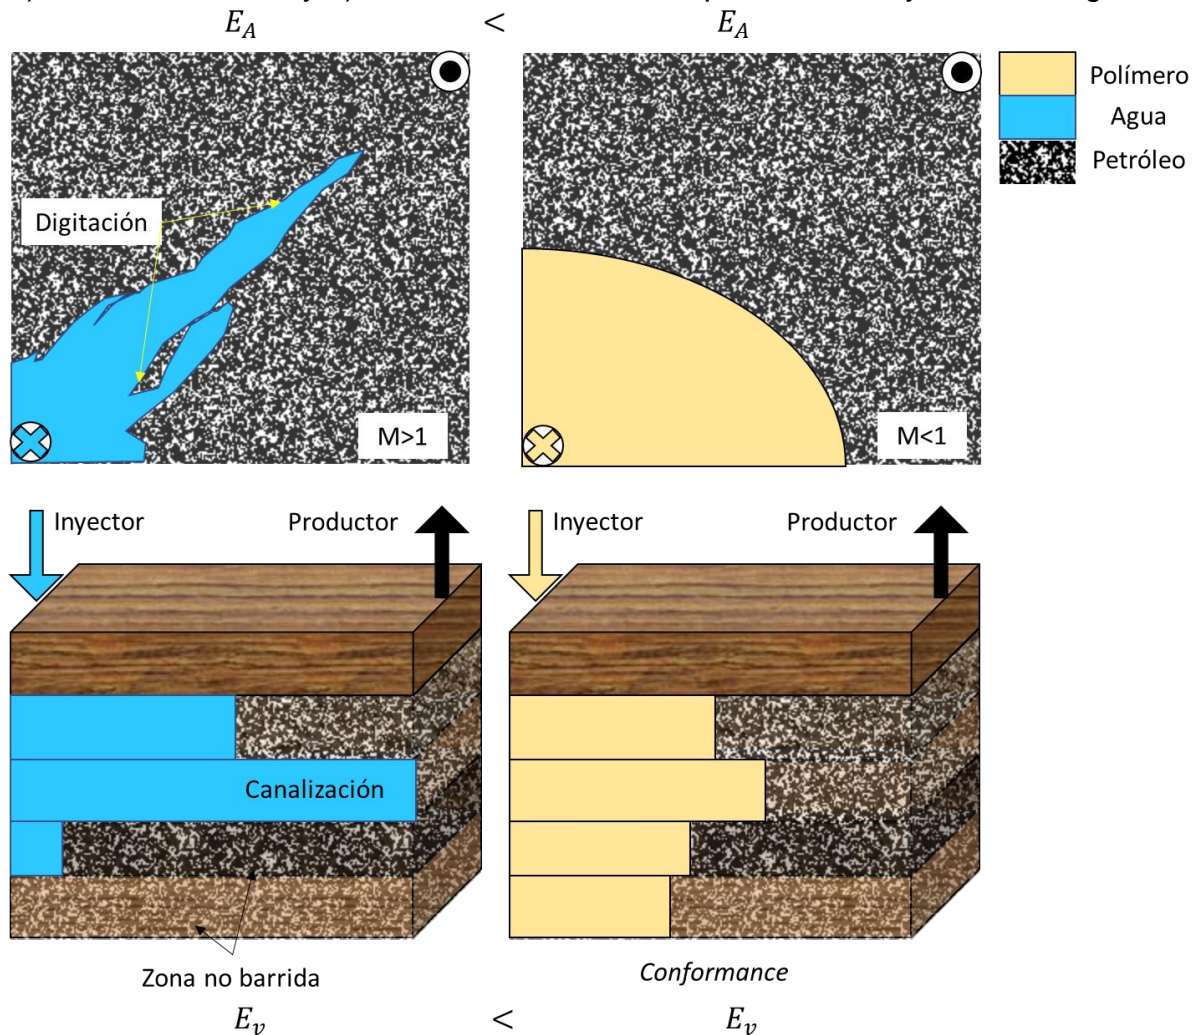 E_A < E_A
Polímero
Agua
Petróleo
Digitación
M>1
M<1
Inyector
Productor
Inyector
Productor
Canalización
Zona no barrida
Conformance
E_v < E_v